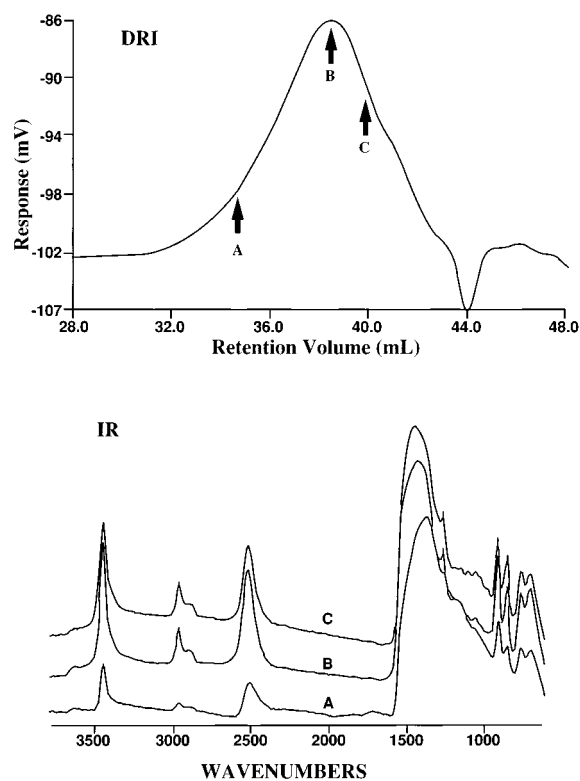 DRI
-86
-90
-94
-98
-102
-107
Response (mV)
A
B
C
28.0 32.0 36.0 40.0 44.0 48.0
Retention Volume (mL)
IR
C
B
A
3500 3000 2500 2000 1500 1000
WAVENUMBERS